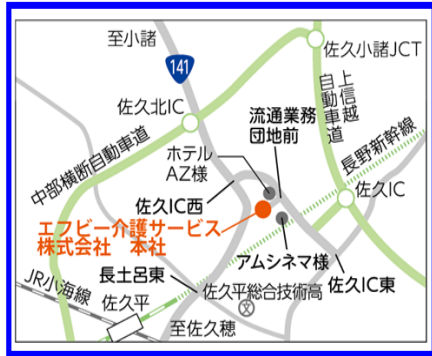 至小諸
141
佐久小諸JCT
佐久北IC
上信越
自動車道
流通業務
団地前
中部横断自動車道
ホテル
AZ様
長野新幹線
佐久IC西
佐久IC
エフビー介護サービス
株式会社 本社
アムシネマ様
長土呂東
佐久平総合技術高
佐久IC東
JR小海線
佐久平
文
至佐久穂